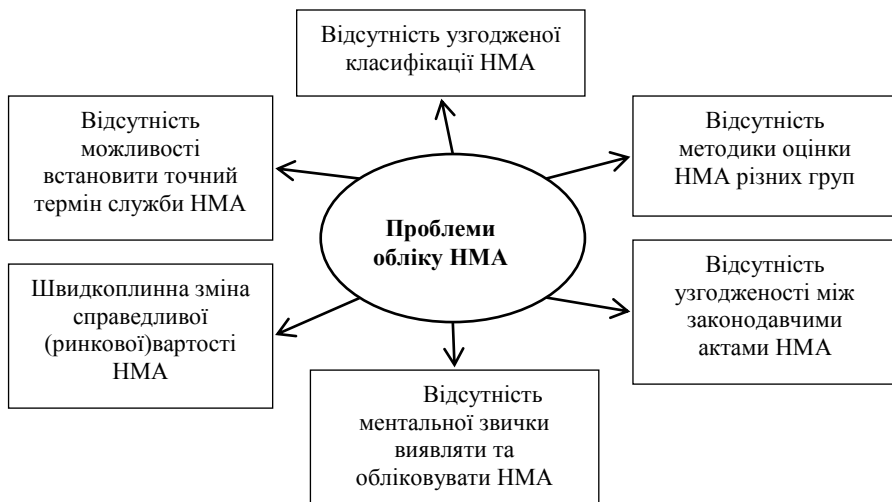 Відсутність узгодженої
класифікації НМА
Відсутність
можливості
встановити точний
термін служби НМА
Відсутність
методики оцінки
НМА різних груп
Проблеми
обліку НМА
Швидкоплинна зміна
справедливої
(ринкової)вартості
НМА
Відсутність
узгодженості між
законодавчими
актами НМА
Відсутність
ментальної звички
виявляти та
обліковувати НМА